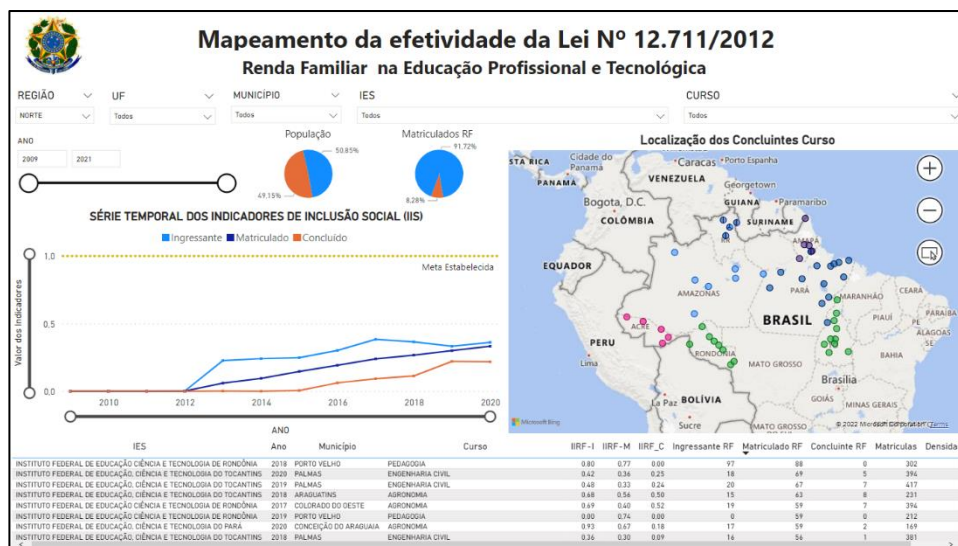 Mapeamento da efetividade da Lei Nº 12.711/2012
Renda Familiar na Educação Profissional e Tecnológica
REGIÃO UF MUNICÍPIO IES CURSO
NORTE Todos Todos Todos Todos
ANO
2009 2021
População
50,85%
49,15%
Matriculados RF
91,72%
8,28%
SÉRIE TEMPORAL DOS INDICADORES DE INCLUSÃO SOCIAL (IIS)
Ingressante Matriculado Concluído
Valor dos Indicadores
1,0
Meta Estabelecida
0,5
0,0
2010 2012 2014 2016 2018 2020
ANO
Localização dos Concluintes Curso
STA RICA
Cidade do Panamá
Caracas
Porto Espanha
PANAMÁ
VENEZUELA
Georgetown
Bogota, D.C.
GUIANA
Paramaribo
COLÔMBIA
SURINAME
RR
AMAPÁ
EQUADOR
AMAZONAS
PARÁ
MARANHÃO
CEARÁ
ACRE
BRASIL
PIAUÍ
PARAÍBA
PE
ALAGOAS
SE
PERU
RONDÔNIA
Lima
MATO GROSSO
BAHIA
Brasília
La Paz
BOLÍVIA
GOIÁS
MINAS GERAIS
Sucre
MATO GROSSO
Microsoft Bing
© 2022 Microsoft Corporation Terms
IES Ano Município Curso IIRF-I IIRF-M IIRF_C Ingressante RF Matriculado RF Concluinte RF Matriculas Densida
INSTITUTO FEDERAL DE EDUCAÇÃO CIÊNCIA E TECNOLOGIA DE RONDÔNIA 2018 PORTO VELHO PEDAGOGIA 0.80 0.77 0.00 97 88 0 302
INSTITUTO FEDERAL DE EDUCAÇÃO, CIÊNCIA E TECNOLOGIA DO TOCANTINS 2020 PALMAS ENGENHARIA CIVIL 0.42 0.36 0.25 18 69 5 394
INSTITUTO FEDERAL DE EDUCAÇÃO, CIÊNCIA E TECNOLOGIA DO TOCANTINS 2019 PALMAS ENGENHARIA CIVIL 0.48 0.33 0.24 20 67 7 417
INSTITUTO FEDERAL DE EDUCAÇÃO, CIÊNCIA E TECNOLOGIA DO TOCANTINS 2018 ARAGUATINS AGRONOMIA 0.68 0.56 0.50 15 63 8 231
INSTITUTO FEDERAL DE EDUCAÇÃO CIÊNCIA E TECNOLOGIA DE RONDÔNIA 2017 COLORADO DO OESTE AGRONOMIA 0.69 0.40 0.52 19 59 7 394
INSTITUTO FEDERAL DE EDUCAÇÃO CIÊNCIA E TECNOLOGIA DE RONDÔNIA 2019 PORTO VELHO PEDAGOGIA 0.00 0.74 0.00 0 59 0 212
INSTITUTO FEDERAL DE EDUCAÇÃO, CIÊNCIA E TECNOLOGIA DO PARÁ 2020 CONCEIÇÃO DO ARAGUAIA AGRONOMIA 0.93 0.67 0.18 17 59 2 169
INSTITUTO FEDERAL DE EDUCAÇÃO, CIÊNCIA E TECNOLOGIA DO TOCANTINS 2018 PALMAS ENGENHARIA CIVIL 0.36 0.30 0.09 16 56 1 381